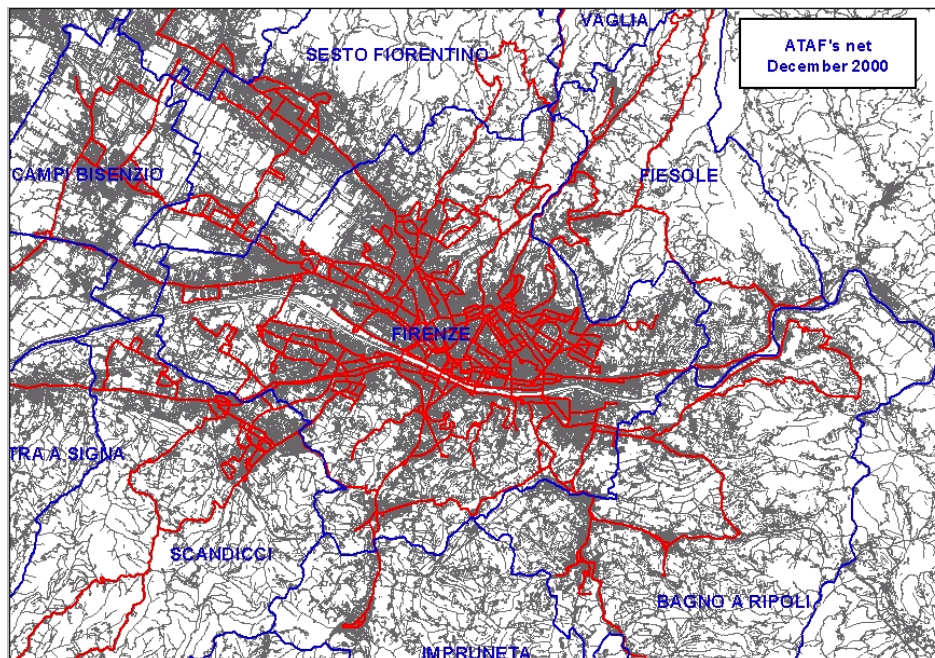 VAGLIA
SESTO FIORENTINO
ATAF's net
December 2000
CAMPI BISENZIO
FIESOLE
FIRENZE
TRA A SIGNA
SCANDICCI
BAGNO A RIPOLI
IMPRUNETA